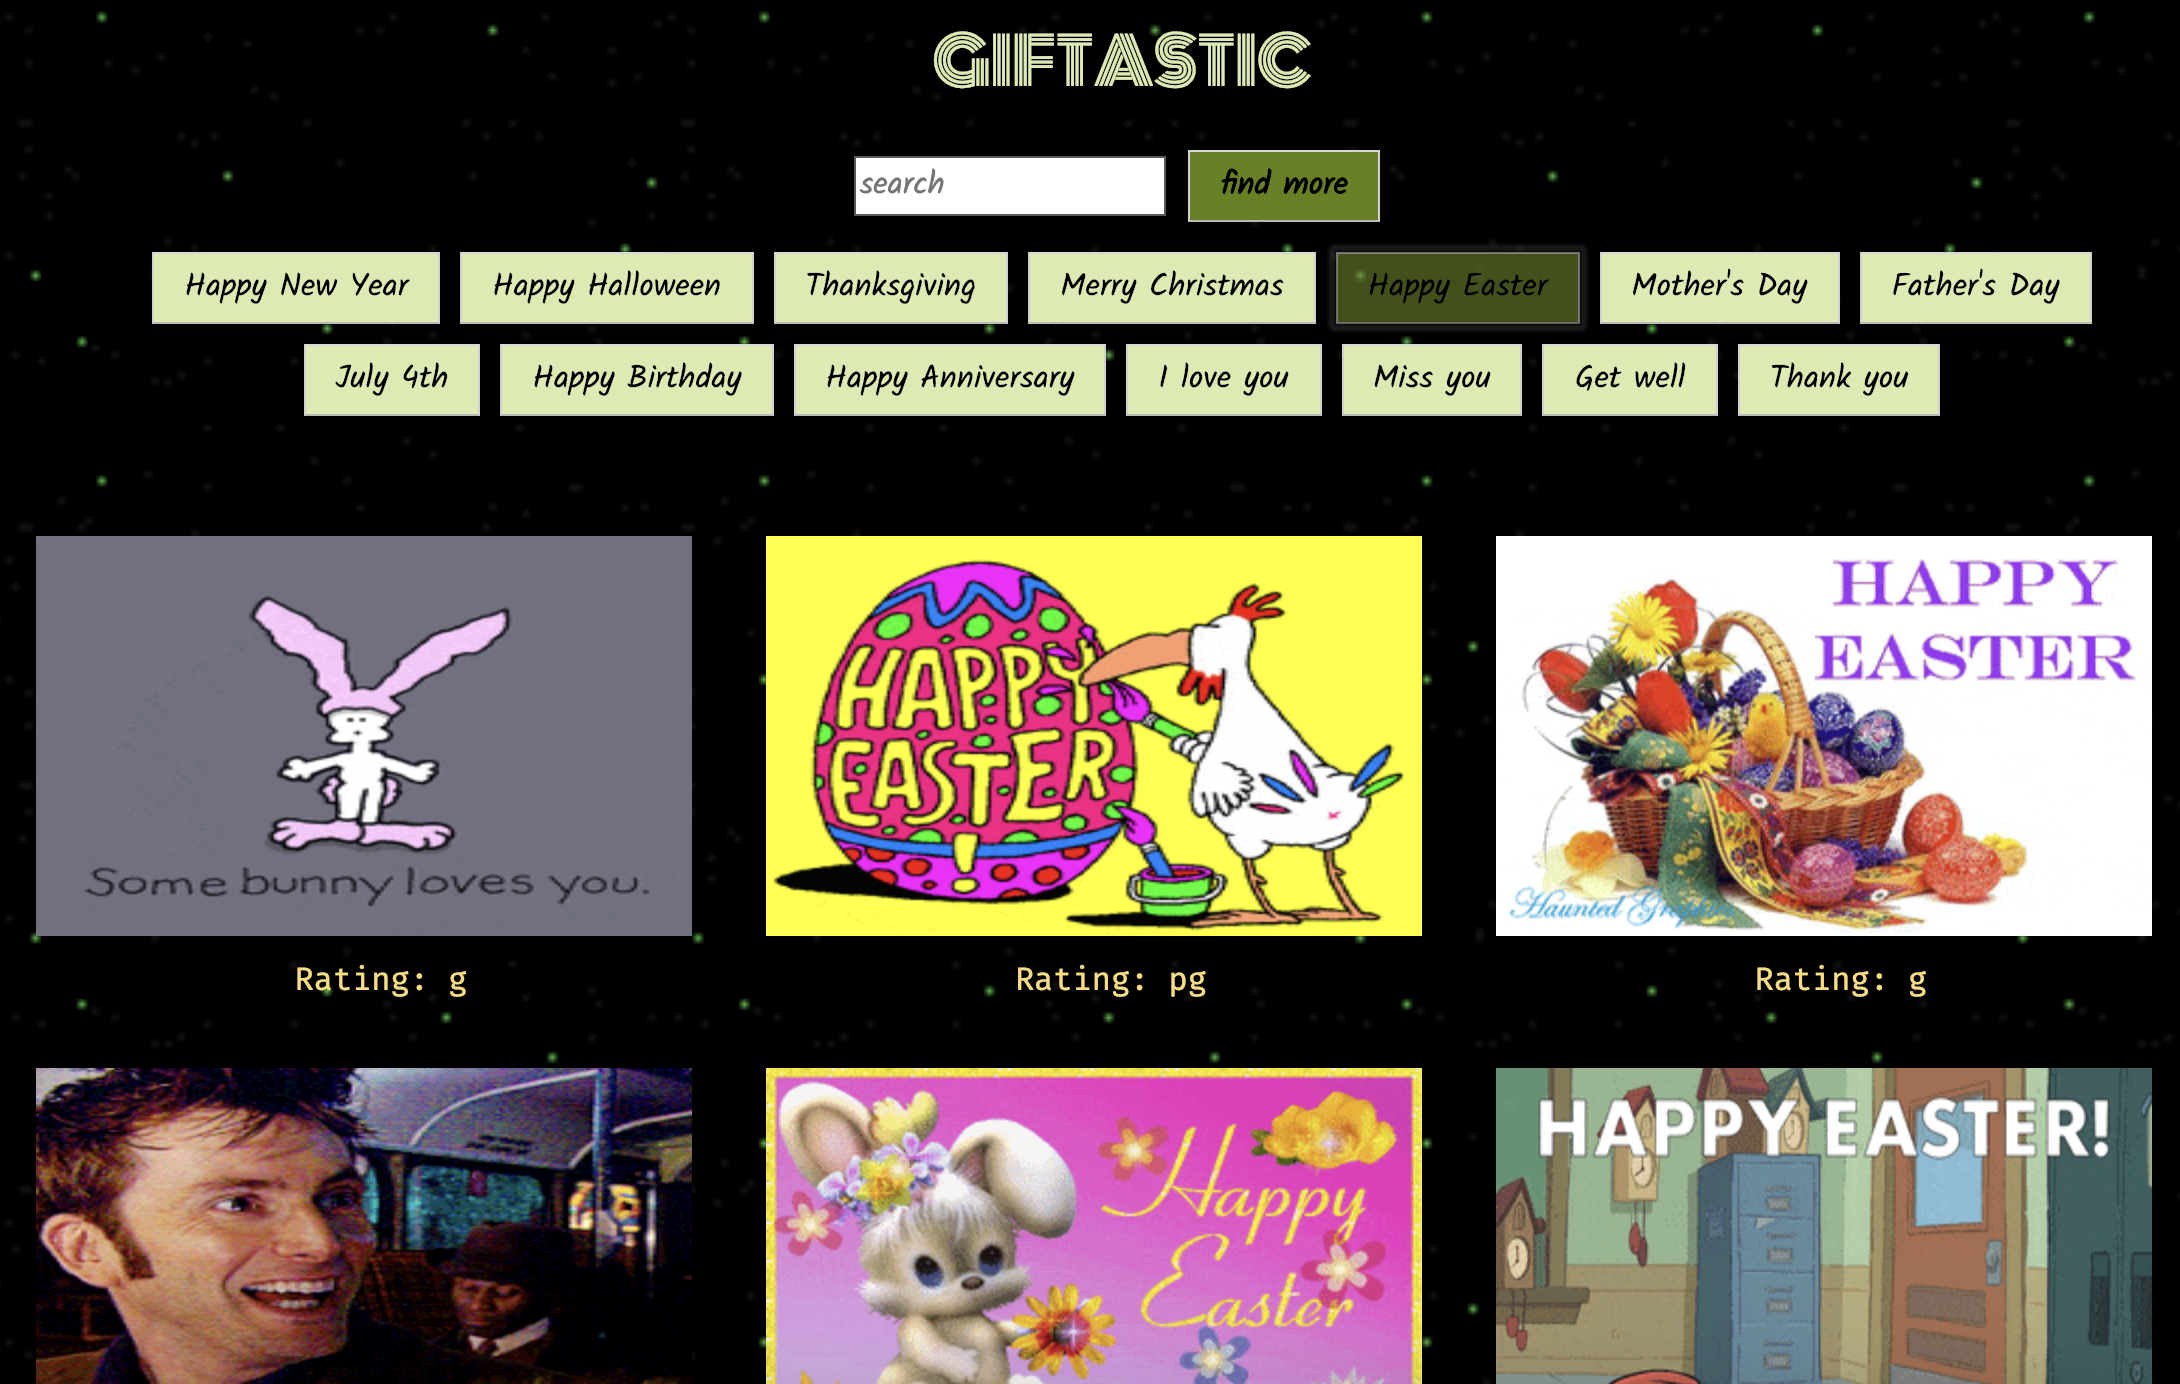 GIFTASTIC
search
find more
Happy New Year
Happy Halloween
Thanksgiving
Merry Christmas
Happy Easter
Mother's Day
Father's Day
July 4th
Happy Birthday
Happy Anniversary
I love you
Miss you
Get well
Thank you
Some bunny loves you.
HAPPY
EASTER
!
HAPPY
EASTER
Haunted Graphics
Rating: g
Rating: pg
Rating: g
Happy
Easter
HAPPY EASTER!